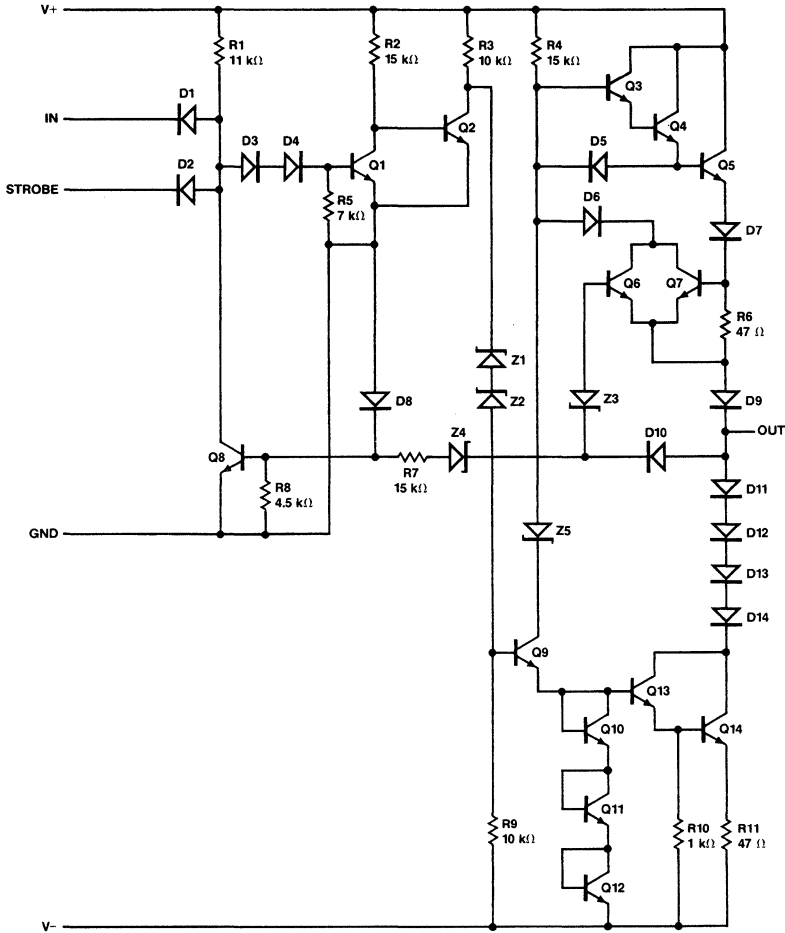 V+
R1
11 kΩ
R2
15 kΩ
R3
10 kΩ
R4
15 kΩ
Q3
Q4
D1
IN
Q2
D3
D4
Q1
D5
Q5
D2
STROBE
R5
7 kΩ
D6
D7
Q6
Q7
R6
47 Ω
Z1
Z2
D8
Z3
D9
OUT
Q8
Z4
D10
R7
15 kΩ
R8
4.5 kΩ
D11
GND
Z5
D12
D13
D14
Q9
Q13
Q10
Q14
Q11
R9
10 kΩ
R10
1 kΩ
R11
47 Ω
Q12
V−